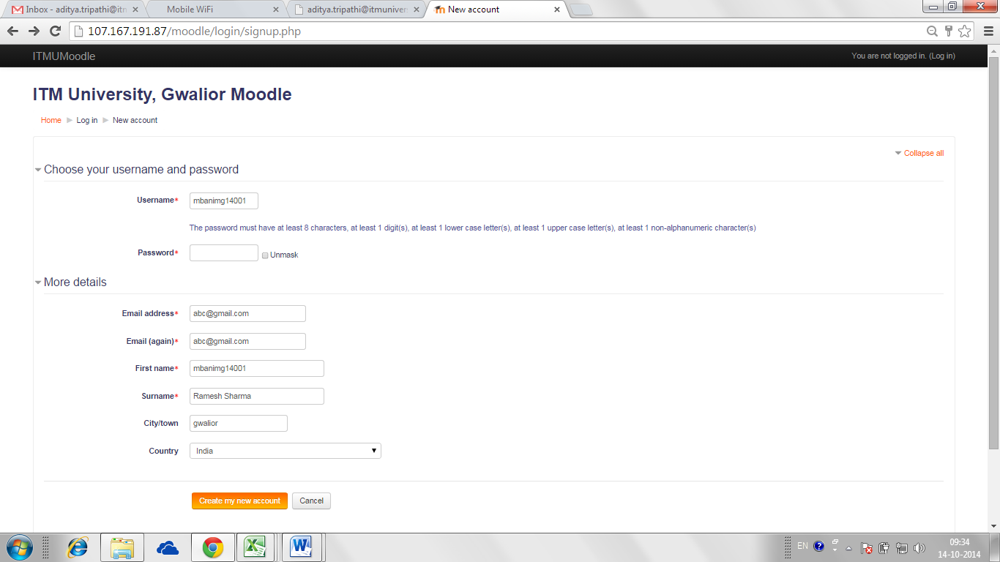 Inbox - aditya.tripathi@itm
Mobile WiFi
aditya.tripathi@itmuniver
New account
107.167.191.87/moodle/login/signup.php
ITMUMoodle
You are not logged in. (Log in)
ITM University, Gwalior Moodle
Home
Log in
New account
Collapse all
Choose your username and password
Username*
mbanimg14001
The password must have at least 8 characters, at least 1 digit(s), at least 1 lower case letter(s), at least 1 upper case letter(s), at least 1 non-alphanumeric character(s)
Password*
Unmask
More details
Email address*
abc@gmail.com
Email (again)*
abc@gmail.com
First name*
mbanimg14001
Surname*
Ramesh Sharma
City/town
gwalior
Country
India
Create my new account
Cancel
EN
09:34
14-10-2014